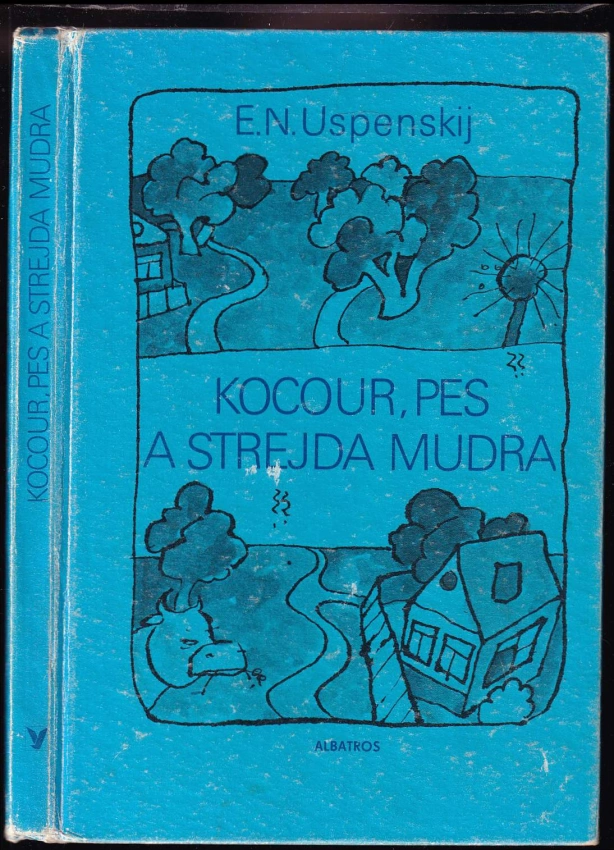 KOCOUR, PES A STREJDA MUDRA
E.N.Uspenskij
KOCOUR, PES
A STREJDA MUDRA
ALBATROS